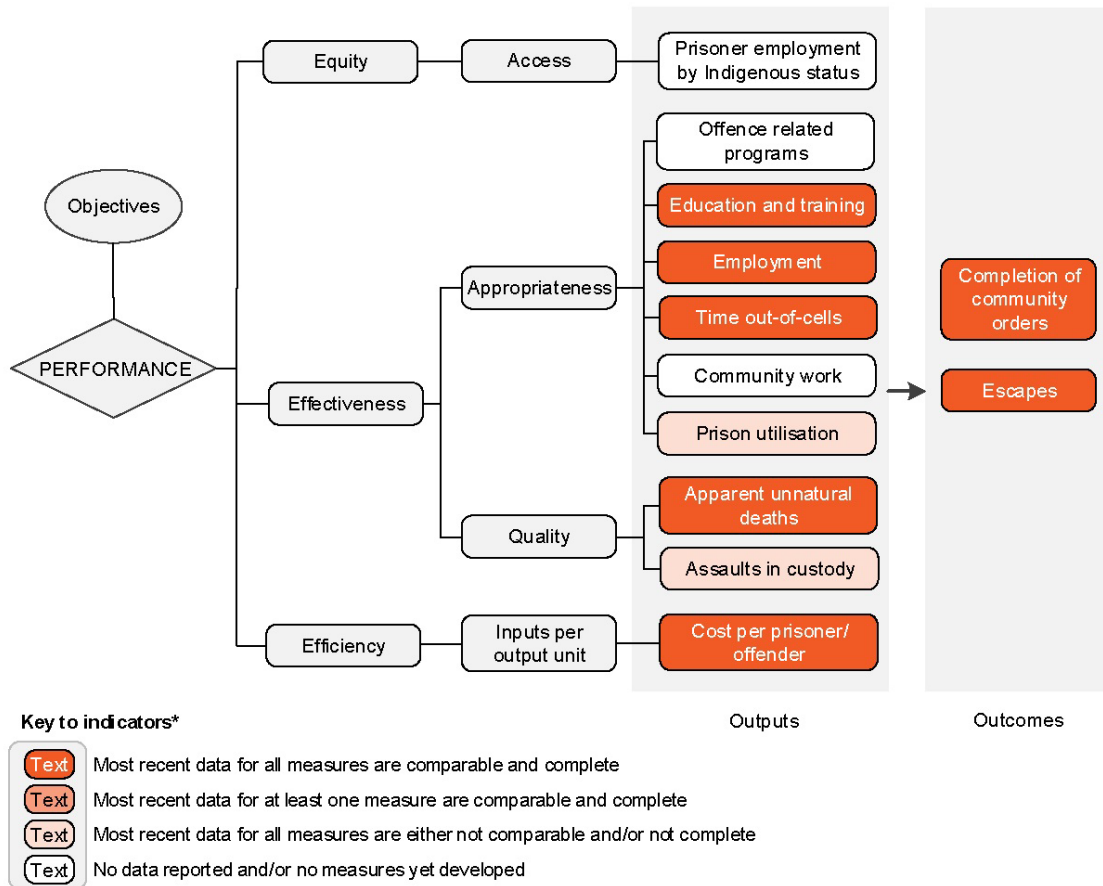 Equity
Access
Prisoner employment
by Indigenous status
Offence related
programs
Objectives
Education and training
Employment
Appropriateness
Time out-of-cells
Completion of
community
orders
PERFORMANCE
Community work
Effectiveness
Escapes
Prison utilisation
Apparent unnatural
deaths
Quality
Assaults in custody
Efficiency
Inputs per
output unit
Cost per prisoner/
offender
Outputs
Outcomes
Key to indicators*
Text Most recent data for all measures are comparable and complete
Text Most recent data for at least one measure are comparable and complete
Text Most recent data for all measures are either not comparable and/or not complete
Text No data reported and/or no measures yet developed